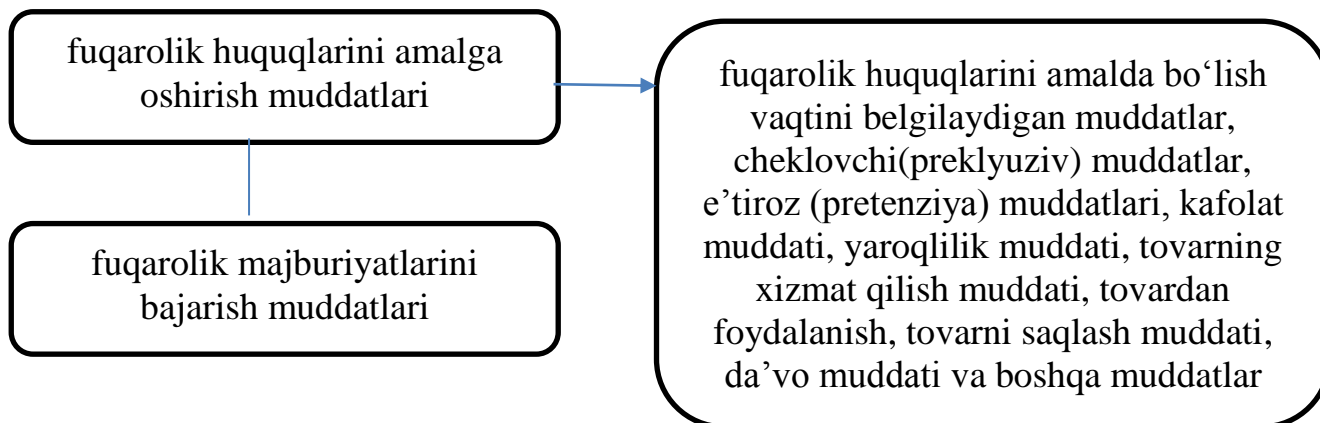 fuqarolik huquqlarini amalga
oshirish muddatlari
fuqarolik majburiyatlarini
bajarish muddatlari
fuqarolik huquqlarini amalda bo‘lish
vaqtini belgilaydigan muddatlar,
cheklovchi(preklyuziv) muddatlar,
e’tiroz (pretenziya) muddatlari, kafolat
muddati, yaroqlilik muddati, tovarning
xizmat qilish muddati, tovardan
foydalanish, tovarni saqlash muddati,
da’vo muddati va boshqa muddatlar